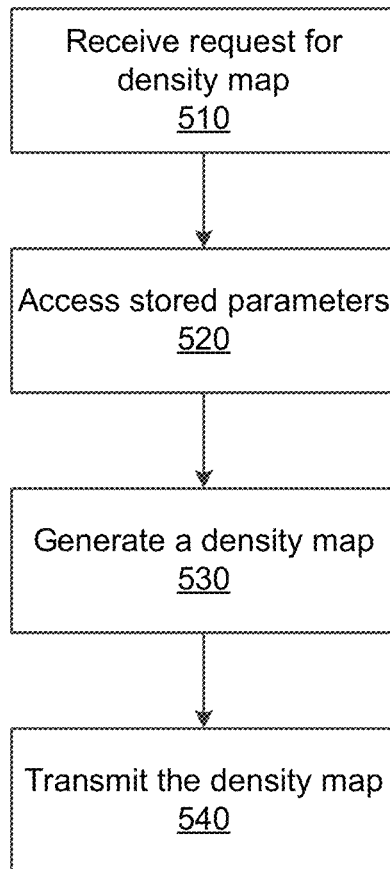 Receive request for
density map
510
Access stored parameters
520
Generate a density map
530
Transmit the density map
540